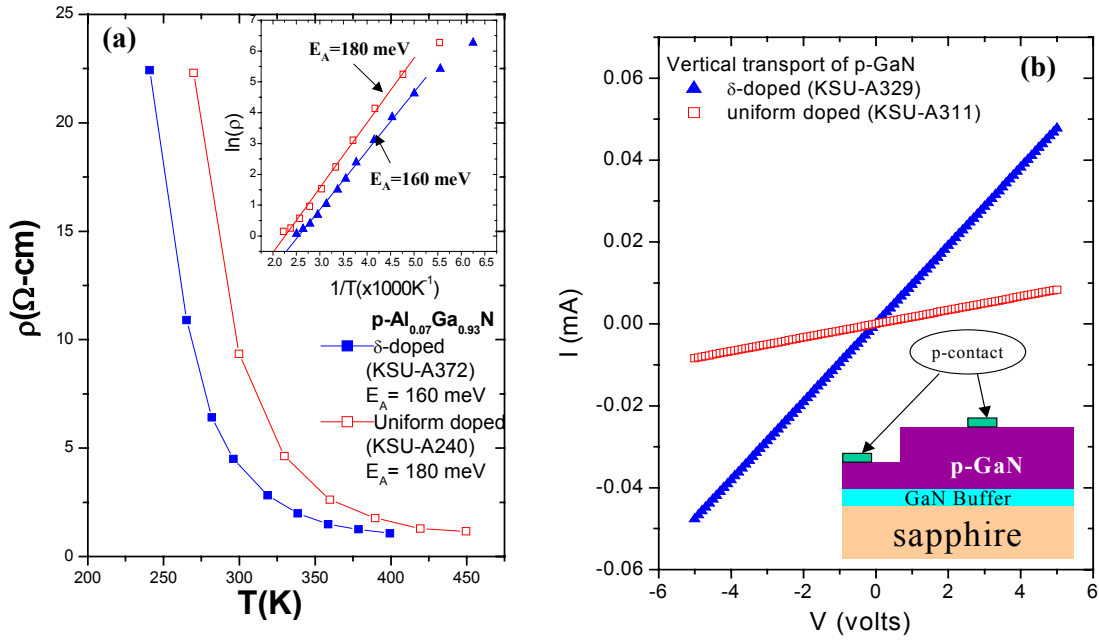 (a)
25
20
15
10
5
0
ρ(Ω-cm)
200 250 300 350 400 450
T(K)
7
6
5
4
3
2
1
0
ln(ρ)
2.0 2.5 3.0 3.5 4.0 4.5 5.0 5.5 6.0 6.5
1/T(x1000K⁻¹)
E_A=180 meV
E_A=160 meV
p-Al₀.₀₇Ga₀.₉₃N
δ-doped
(KSU-A372)
E_A = 160 meV
Uniform doped
(KSU-A240)
E_A = 180 meV
(b)
0.06
0.04
0.02
0.00
-0.02
-0.04
-0.06
I (mA)
-6 -4 -2 0 2 4 6
V (volts)
Vertical transport of p-GaN
δ-doped (KSU-A329)
uniform doped (KSU-A311)
p-contact
p-GaN
GaN Buffer
sapphire